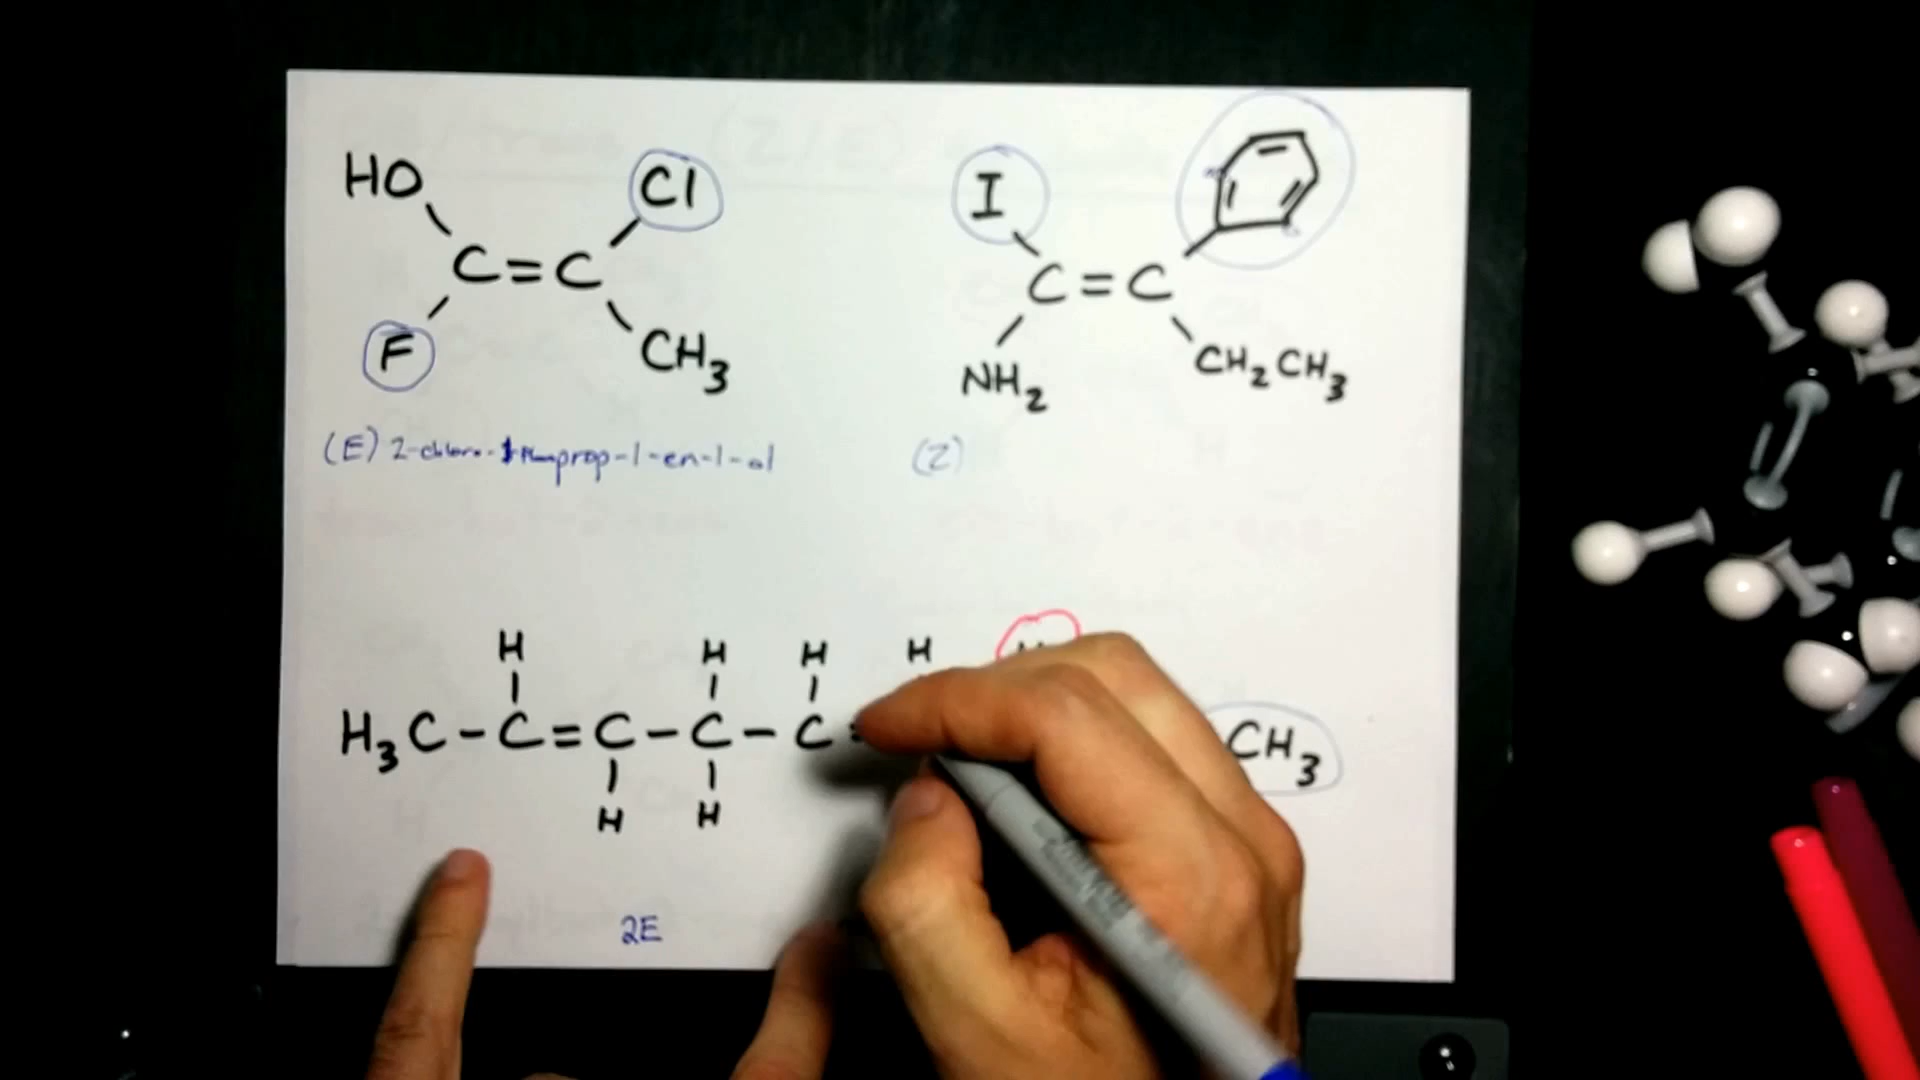 HO Cl
C=C
F CH3
(E) 2-chloro- prop-1-en-1-ol
I
C=C
NH2 CH2CH3
(Z)
H H H H
H3C-C=C-C-C CH3
H H
2E